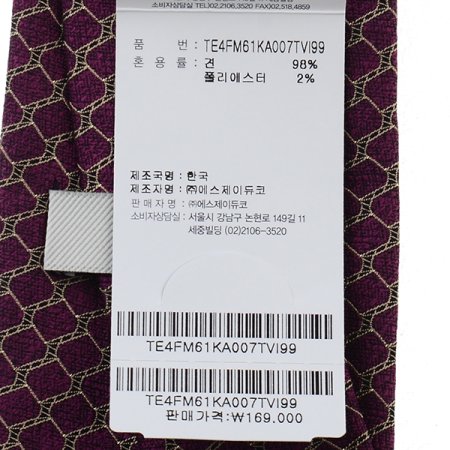 소비자상담실 TEL)02,2106,3520 FAX)02,518,4859
품 번: TE4FM61KA007TVI99
혼 용 률: 견 98%
폴리에스터 2%
제조국명 : 한국
제조자명 : ㈜에스제이듀코
판 매 자 명 : ㈜에스제이듀코
소비자상담실 : 서울시 강남구 논현로 149길 11
세중빌딩 (02)2106-3520
TE4FM61KA007TVI99
TE4FM61KA007TVI99
판매가격:₩169.000